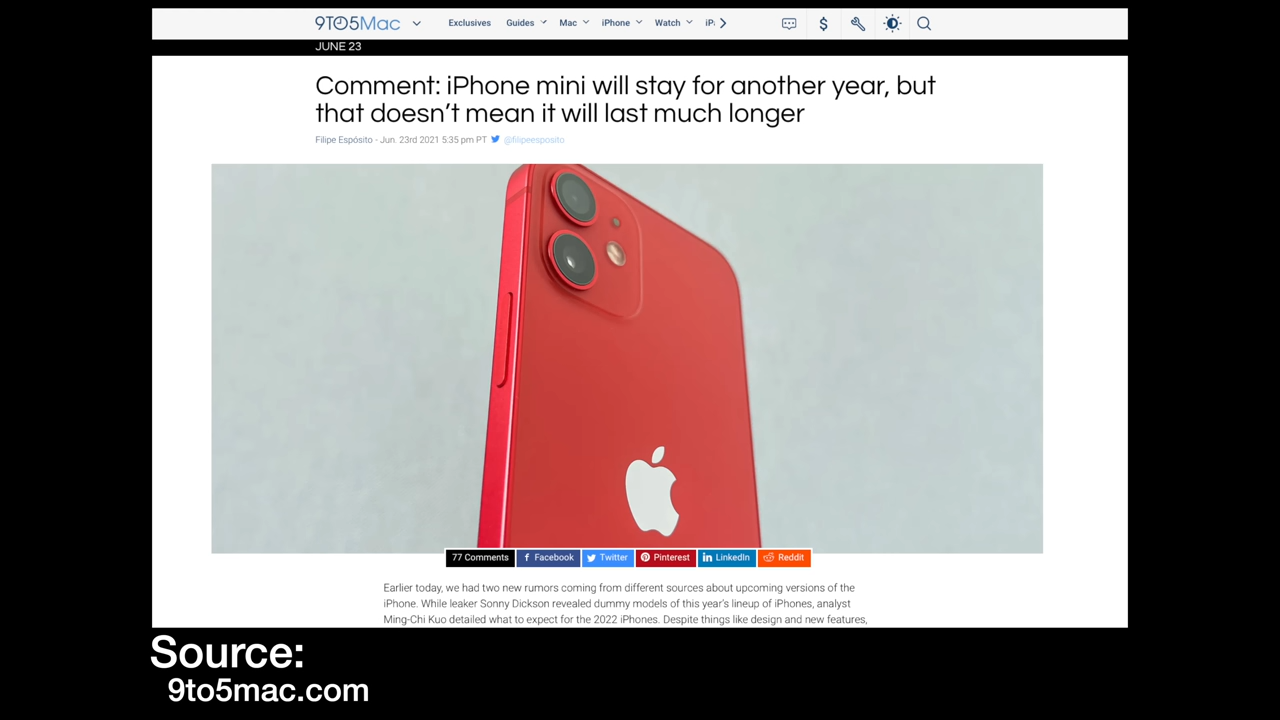 9TO5Mac Exclusives Guides Mac iPhone Watch
JUNE 23
Comment: iPhone mini will stay for another year, but
that doesn't mean it will last much longer
Filipe Espósito - Jun. 23rd 2021 5:35 pm PT @filipeesposito
77 Comments Facebook Twitter Pinterest LinkedIn Reddit
Earlier today, we had two new rumors coming from different sources about upcoming versions of the
iPhone. While leaker Sonny Dickson revealed dummy models of this year's lineup of iPhones, analyst
Ming-Chi Kuo detailed what to expect for the 2022 iPhones. Despite things like design and new features,
Source:
9to5mac.com